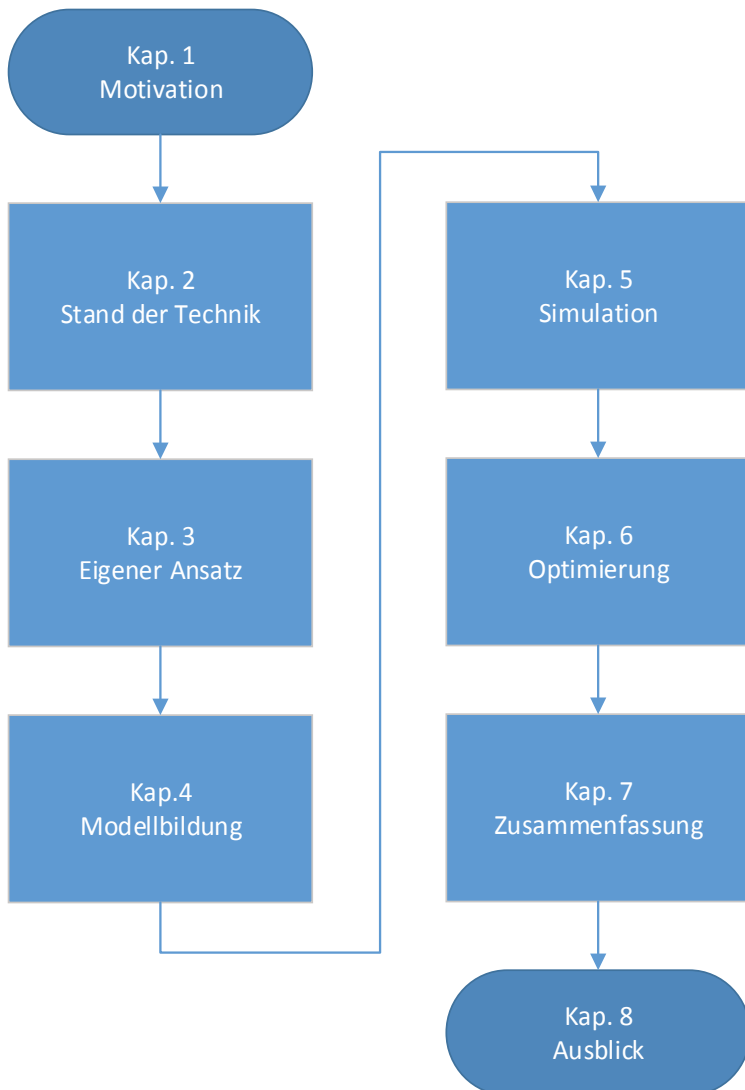 Kap. 1
Motivation
Kap. 2
Stand der Technik
Kap. 3
Eigener Ansatz
Kap.4
Modellbildung
Kap. 5
Simulation
Kap. 6
Optimierung
Kap. 7
Zusammenfassung
Kap. 8
Ausblick